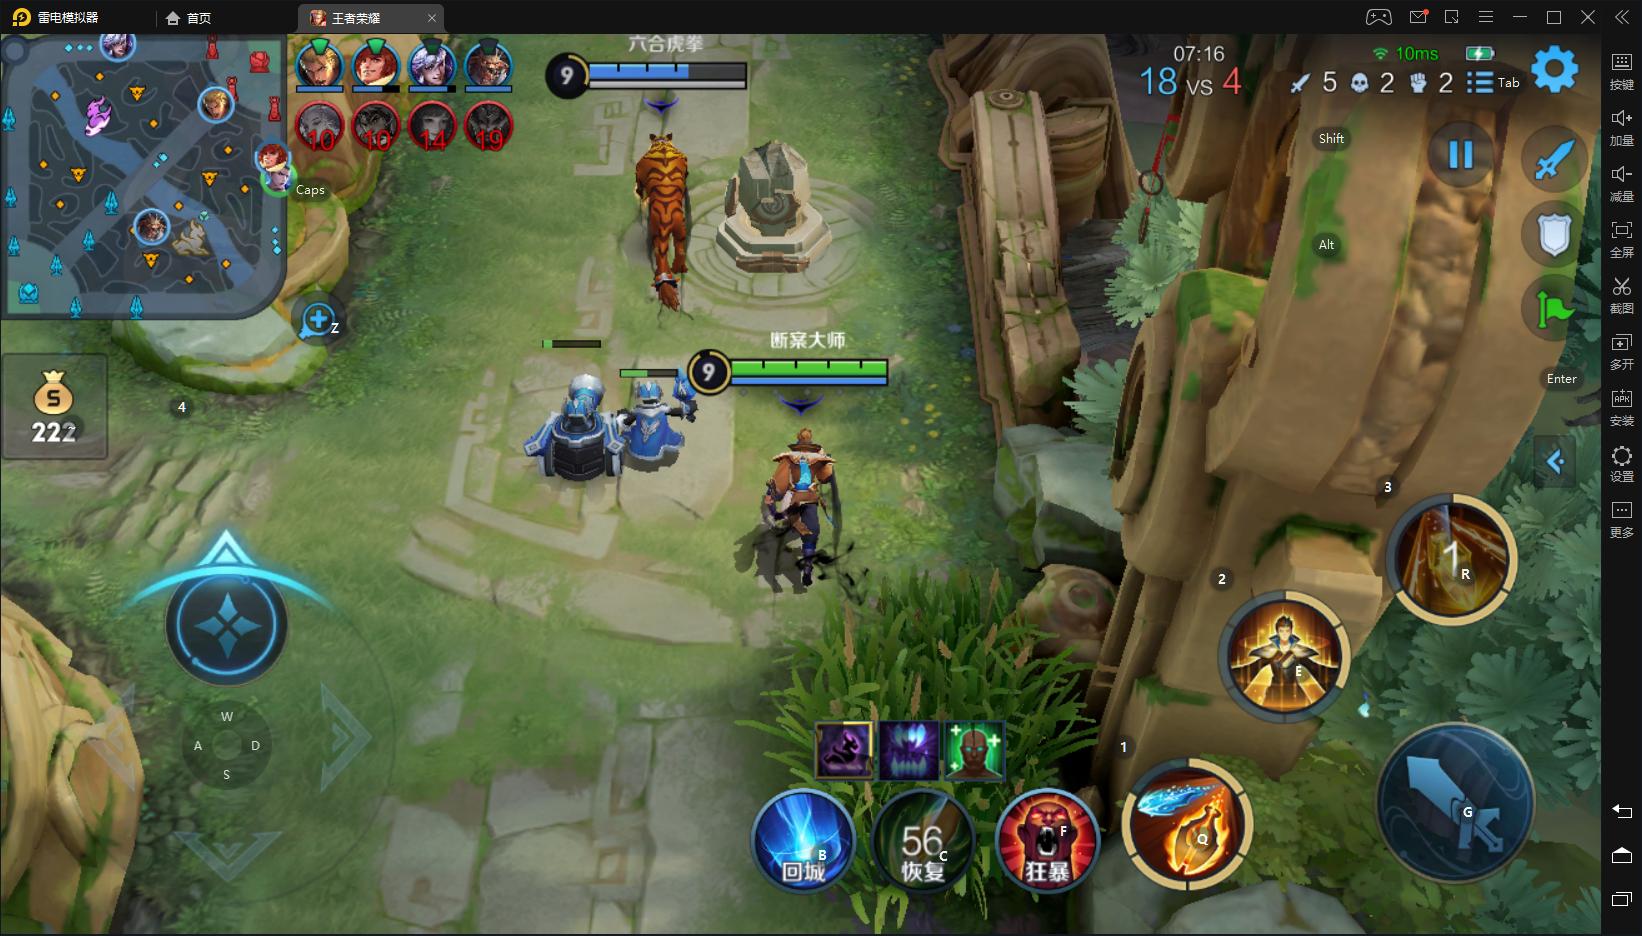 雷电模拟器
首页
王者荣耀
六合虎拳
9
07:16
10ms
18 vs 4
5
2
2
Tab
10
10
14
19
Caps
Shift
Alt
Z
断案大师
9
222
4
Enter
3
R
1
2
E
W
A
D
S
1
Q
G
回城
B
56
恢复
C
狂暴
F
按键
加量
减量
全屏
截图
多开
APK
安装
设置
更多